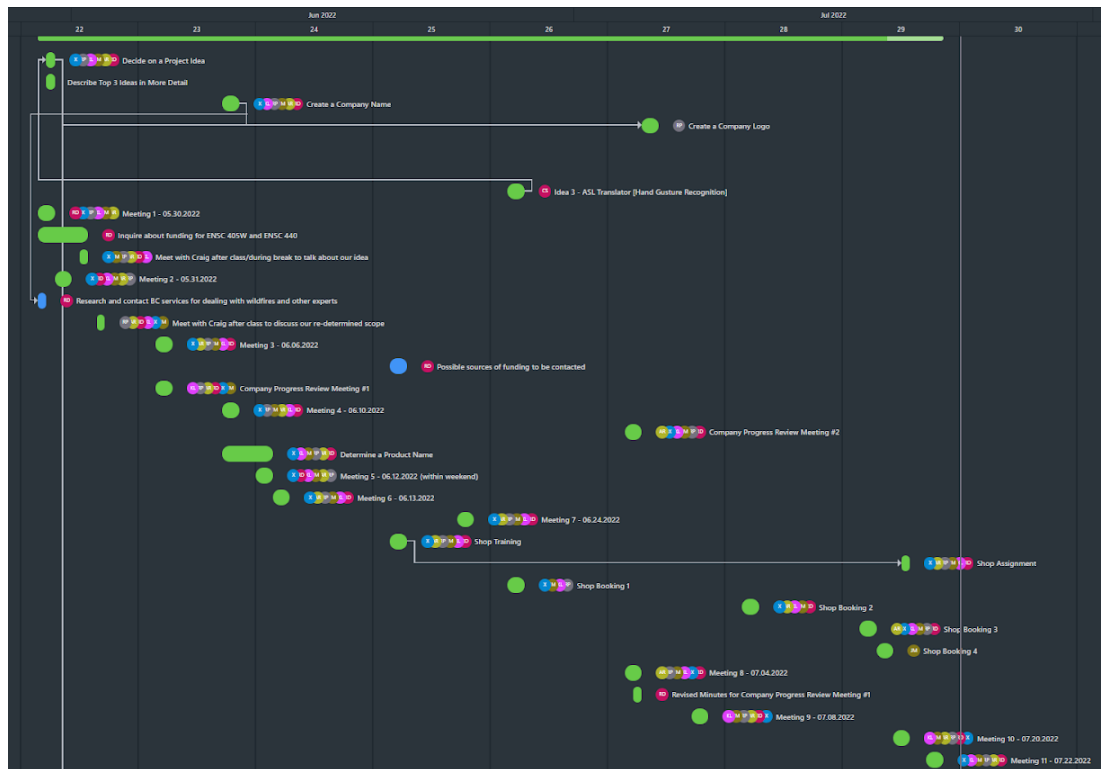 Jun 2022 Jul 2022
22 23 24 25 26 27 28 29 30
Decide on a Project Idea
Describe Top 3 Ideas in More Detail
Create a Company Name
Create a Company Logo
Idea 3 - ASL Translator [Hand Gusture Recognition]
Meeting 1 - 05.30.2022
Inquire about funding for ENSC 405W and ENSC 440
Meet with Craig after class/during break to talk about our idea
Meeting 2 - 05.31.2022
Research and contact BC services for dealing with wildfires and other experts
Meet with Craig after class to discuss our re-determined scope
Meeting 3 - 06.06.2022
Possible sources of funding to be contacted
Company Progress Review Meeting #1
Meeting 4 - 06.10.2022
Company Progress Review Meeting #2
Determine a Product Name
Meeting 5 - 06.12.2022 (within weekend)
Meeting 6 - 06.13.2022
Meeting 7 - 06.24.2022
Shop Training
Shop Assignment
Shop Booking 1
Shop Booking 2
Shop Booking 3
Shop Booking 4
Meeting 8 - 07.04.2022
Revised Minutes for Company Progress Review Meeting #1
Meeting 9 - 07.08.2022
Meeting 10 - 07.20.2022
Meeting 11 - 07.22.2022